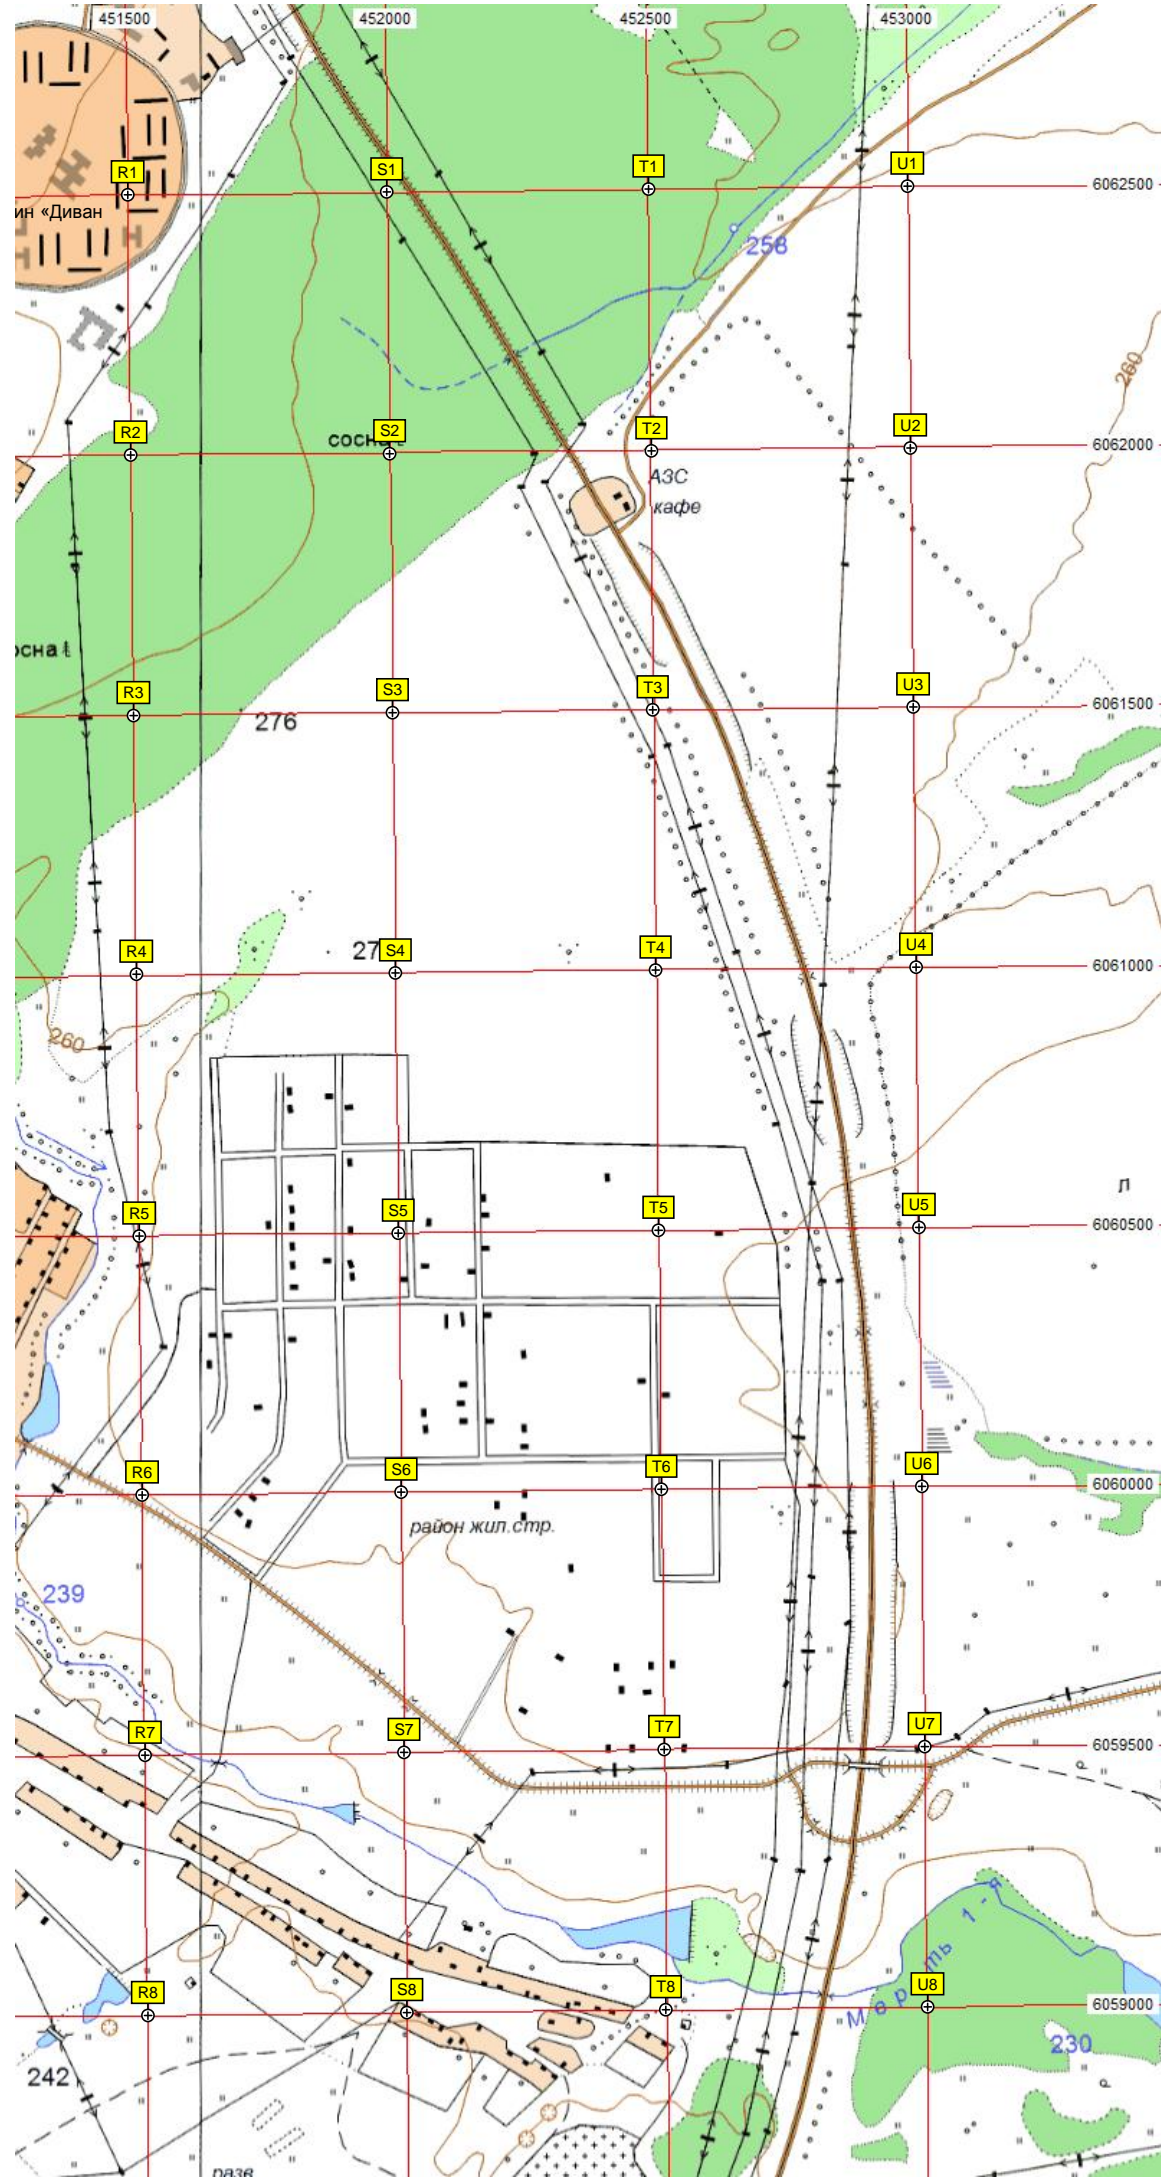 451500 452000 452500 453000
R1 S1 T1 U1
6062500
ин «Диван
258
260
R2 S2 T2 U2
6062000
сосна
АЗС
кафе
сна
R3 S3 T3 U3
6061500
276
R4 27 S4 T4 U4
6061000
260
Л
R5 S5 T5 U5
6060500
R6 S6 T6 U6
6060000
район жил.стр.
239
R7 S7 T7 U7
6059500
1-я
R8 S8 T8 U8
6059000
230
242
разв